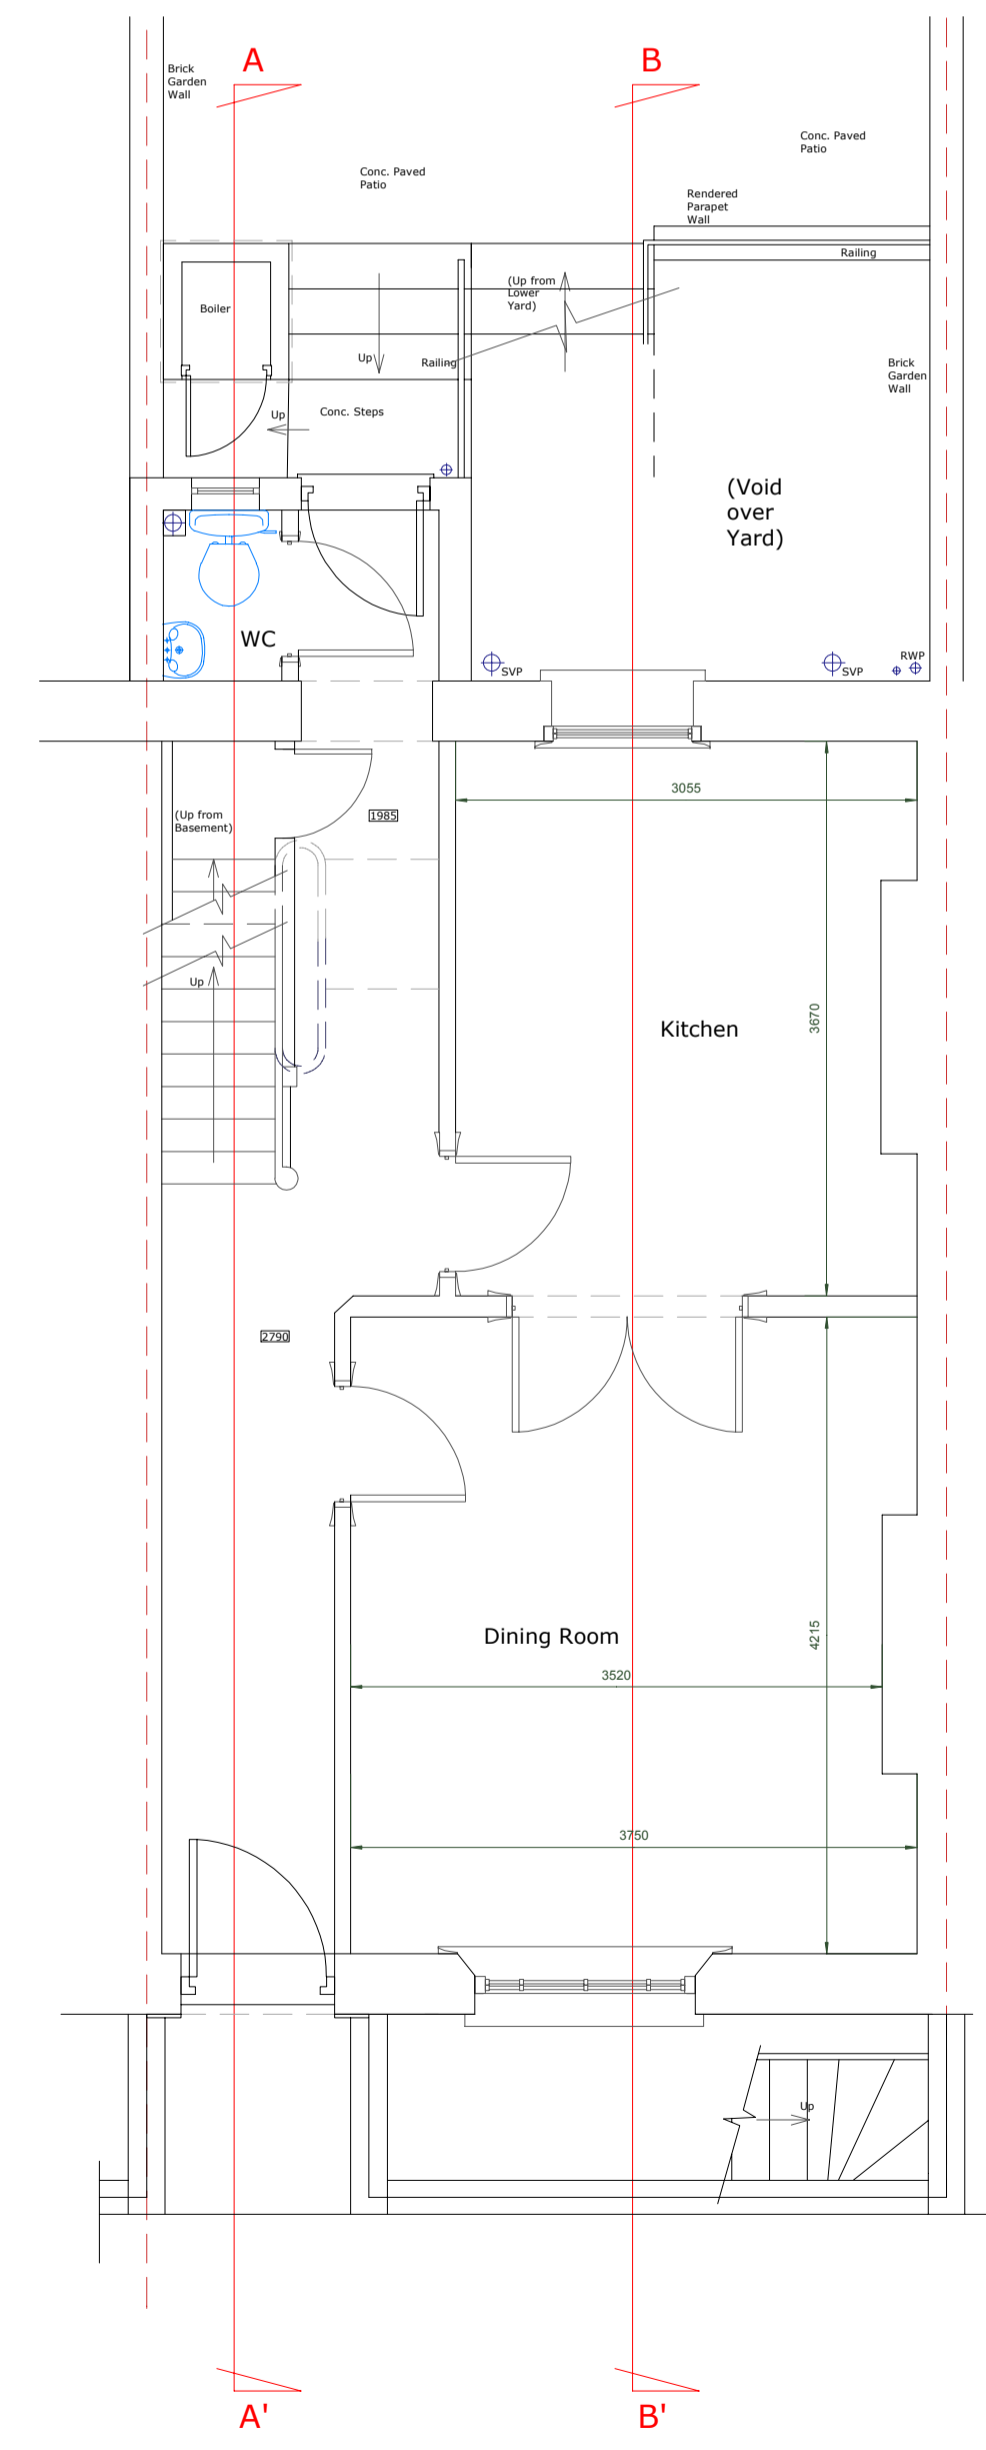 A
B
Brick
Garden
Wall
Conc. Paved
Patio
Conc. Paved
Patio
Rendered
Parapet
Wall
Railing
(Up from
Lower
Yard)
Boiler
Up
Railing
Brick
Garden
Wall
Up
Conc. Steps
(Void
over
Yard)
WC
SVP
SVP
RWP
3055
(Up from
Basement)
1985
Up
Kitchen
3670
2790
Dining Room
4215
3520
3750
Up
A'
B'